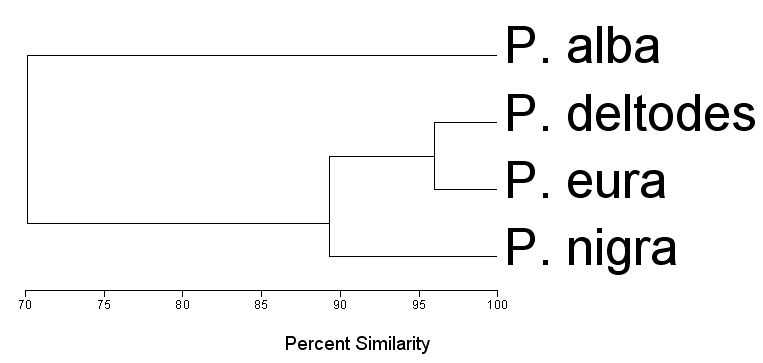 P. alba
P. deltodes
P. eura
P. nigra
70 75 80 85 90 95 100
Percent Similarity